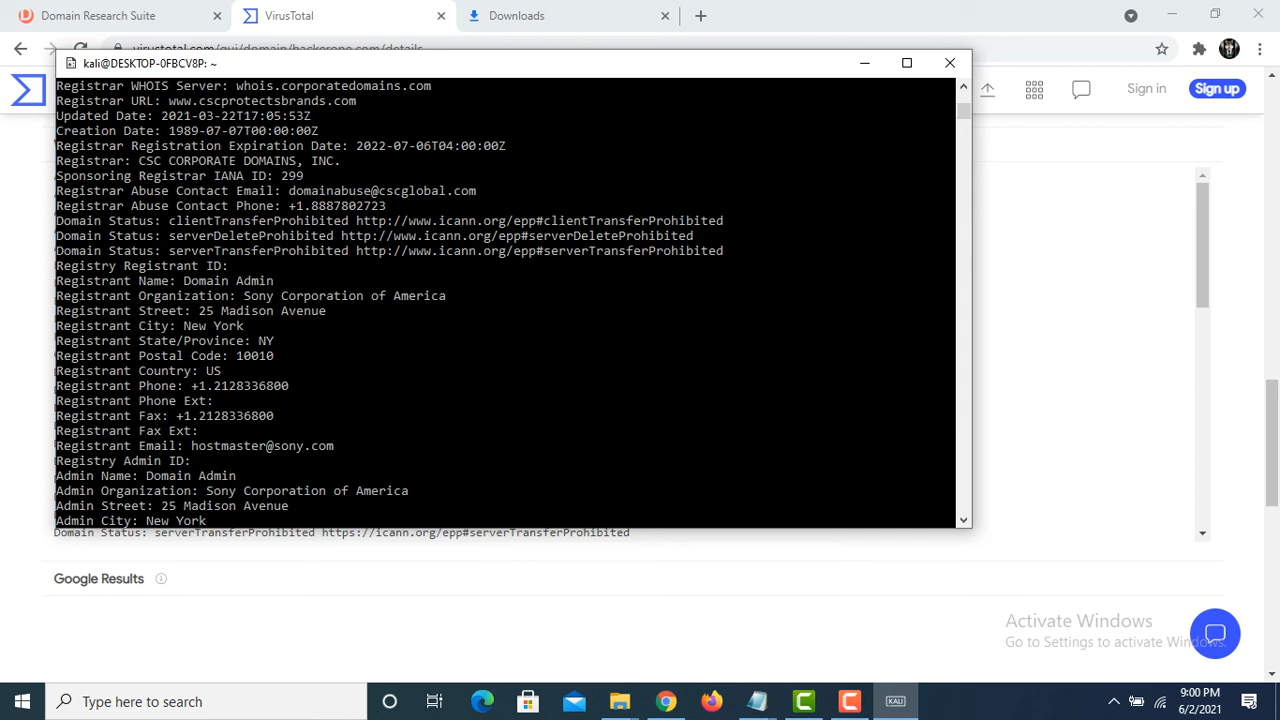 Domain Research Suite
VirusTotal
Downloads
virustotal.com/gui/domain/hackerone.com/details
kali@DESKTOP-0FBCV8P: ~
Sign in
Sign up
Registrar WHOIS Server: whois.corporatedomains.com
Registrar URL: www.cscprotectsbrands.com
Updated Date: 2021-03-22T17:05:53Z
Creation Date: 1989-07-07T00:00:00Z
Registrar Registration Expiration Date: 2022-07-06T04:00:00Z
Registrar: CSC CORPORATE DOMAINS, INC.
Sponsoring Registrar IANA ID: 299
Registrar Abuse Contact Email: domainabuse@cscglobal.com
Registrar Abuse Contact Phone: +1.8887802723
Domain Status: clientTransferProhibited http://www.icann.org/epp#clientTransferProhibited
Domain Status: serverDeleteProhibited http://www.icann.org/epp#serverDeleteProhibited
Domain Status: serverTransferProhibited http://www.icann.org/epp#serverTransferProhibited
Registry Registrant ID:
Registrant Name: Domain Admin
Registrant Organization: Sony Corporation of America
Registrant Street: 25 Madison Avenue
Registrant City: New York
Registrant State/Province: NY
Registrant Postal Code: 10010
Registrant Country: US
Registrant Phone: +1.2128336800
Registrant Phone Ext:
Registrant Fax: +1.2128336800
Registrant Fax Ext:
Registrant Email: hostmaster@sony.com
Registry Admin ID:
Admin Name: Domain Admin
Admin Organization: Sony Corporation of America
Admin Street: 25 Madison Avenue
Admin City: New York
Domain Status: serverTransferProhibited https://icann.org/epp#serverTransferProhibited
Google Results
Activate Windows
Go to Settings to activate Windows.
Type here to search
KALI
9:00 PM
6/2/2021